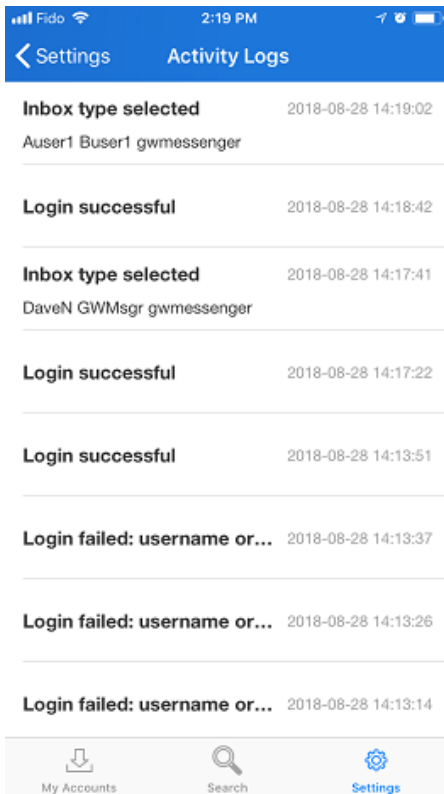 Fido 2:19 PM
Settings Activity Logs
Inbox type selected 2018-08-28 14:19:02
Auser1 Buser1 gwmessenger
Login successful 2018-08-28 14:18:42
Inbox type selected 2018-08-28 14:17:41
DaveN GWMsgr gwmessenger
Login successful 2018-08-28 14:17:22
Login successful 2018-08-28 14:13:51
Login failed: username or... 2018-08-28 14:13:37
Login failed: username or... 2018-08-28 14:13:26
Login failed: username or... 2018-08-28 14:13:14
My Accounts Search Settings